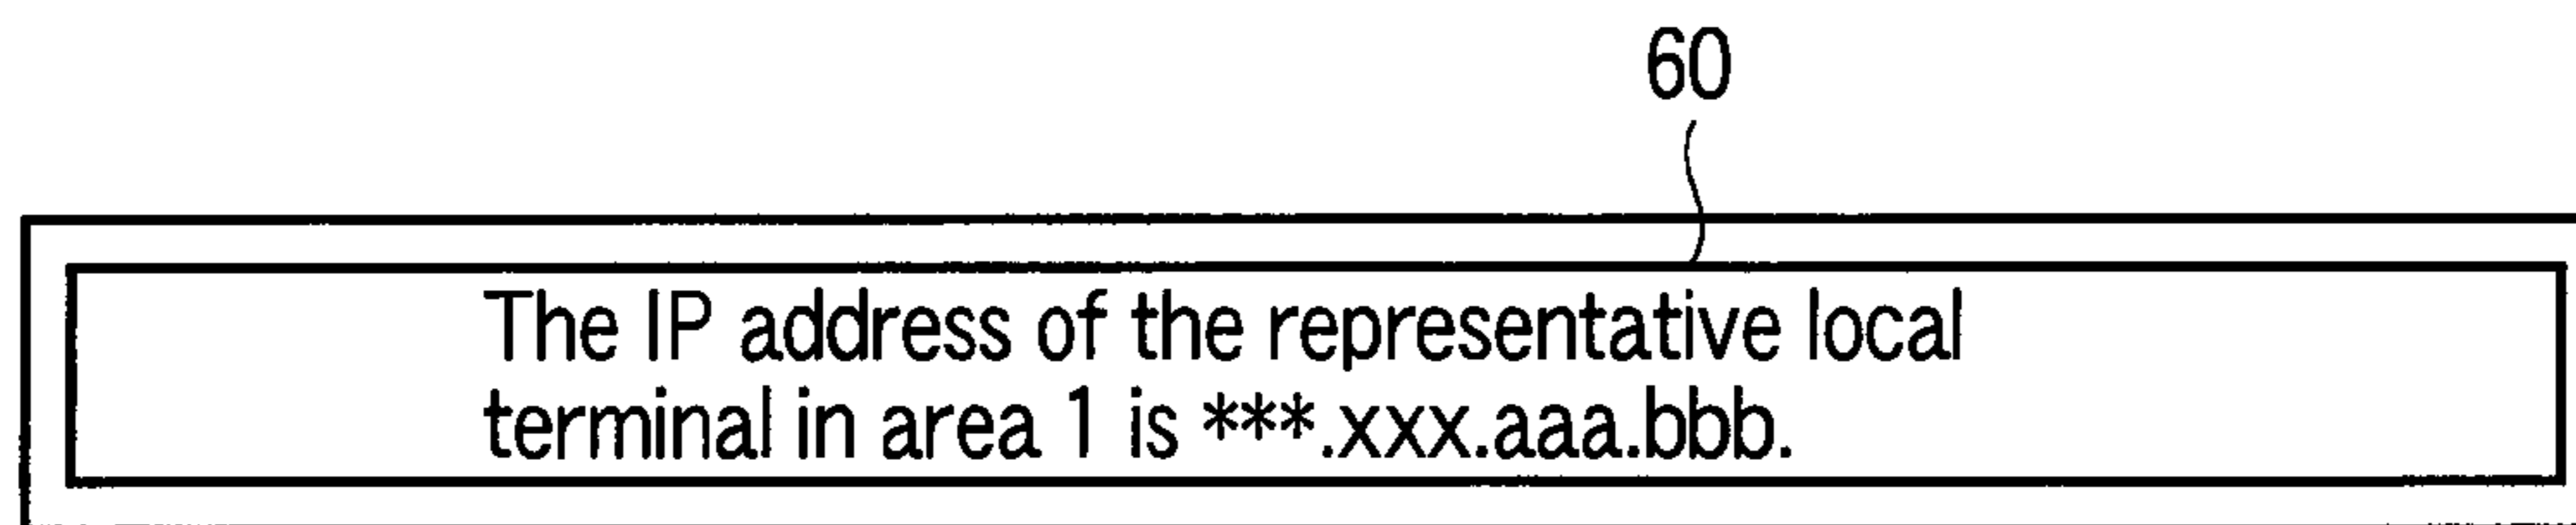 60
The IP address of the representative local
terminal in area 1 is ***.xxx.aaa.bbb.